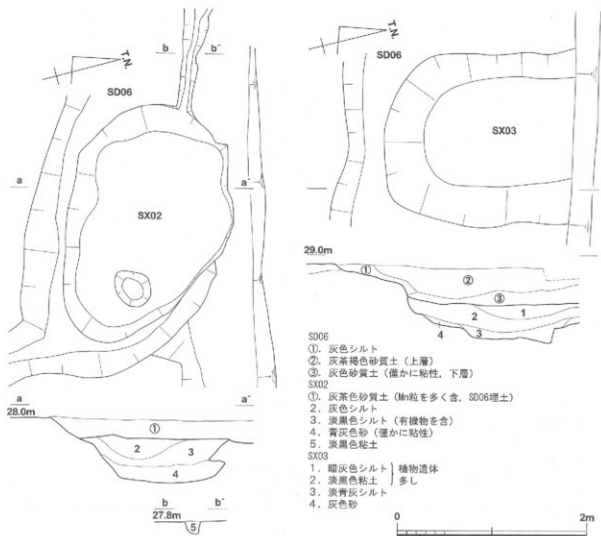 T.N.
b b´
SD06
a a´
SX02
28.0m
a a´
①
2 3
4
b b´
27.8m
5
T.N.
SD06
SX03
29.0m
①
②
③
2 1
4 3
SD06
①. 灰色シルト
②. 灰茶褐色砂質土（上層）
③. 灰色砂質土（僅かに粘性，下層）
SX02
①. 灰茶色砂質土（Mn粒を多く含，SD06埋土）
2. 灰色シルト
3. 淡黒色シルト（有機物を含）
4. 青灰色砂（僅かに粘性）
5. 淡黒色粘土
SX03
1. 暗灰色シルト｝植物遺体
2. 淡黒色粘土 ｝多し
3. 淡青灰シルト
4. 灰色砂
0 2m